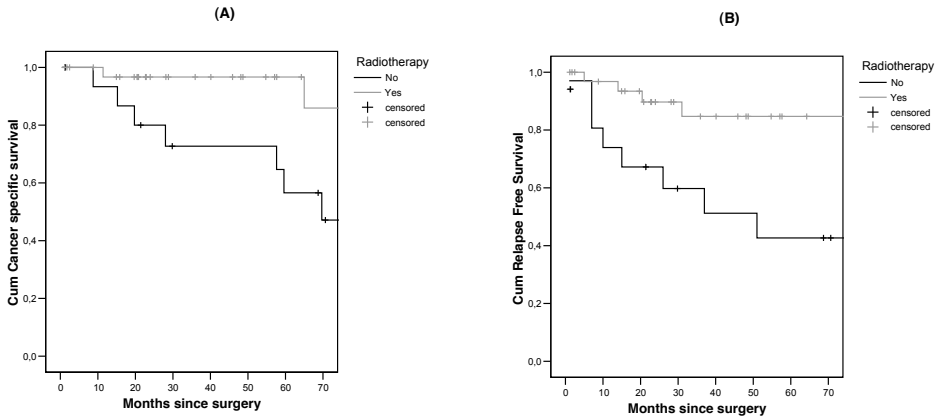 (A)
Cum Cancer specific survival
1,0
0,8
0,6
0,4
0,2
0,0
0 10 20 30 40 50 60 70
Months since surgery
Radiotherapy
No
Yes
censored
censored
(B)
Cum Relapse Free Survival
1,0
0,8
0,6
0,4
0,2
0,0
0 10 20 30 40 50 60 70
Months since surgery
Radiotherapy
No
Yes
censored
censored